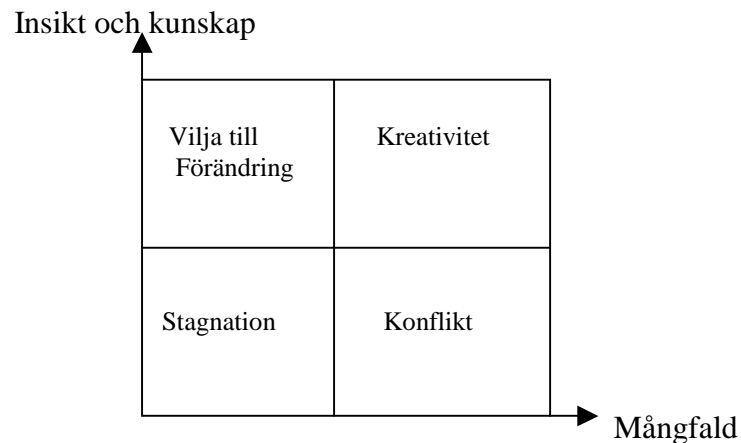 Insikt och kunskap
Vilja till
Förändring
Kreativitet
Stagnation
Konflikt
Mångfald